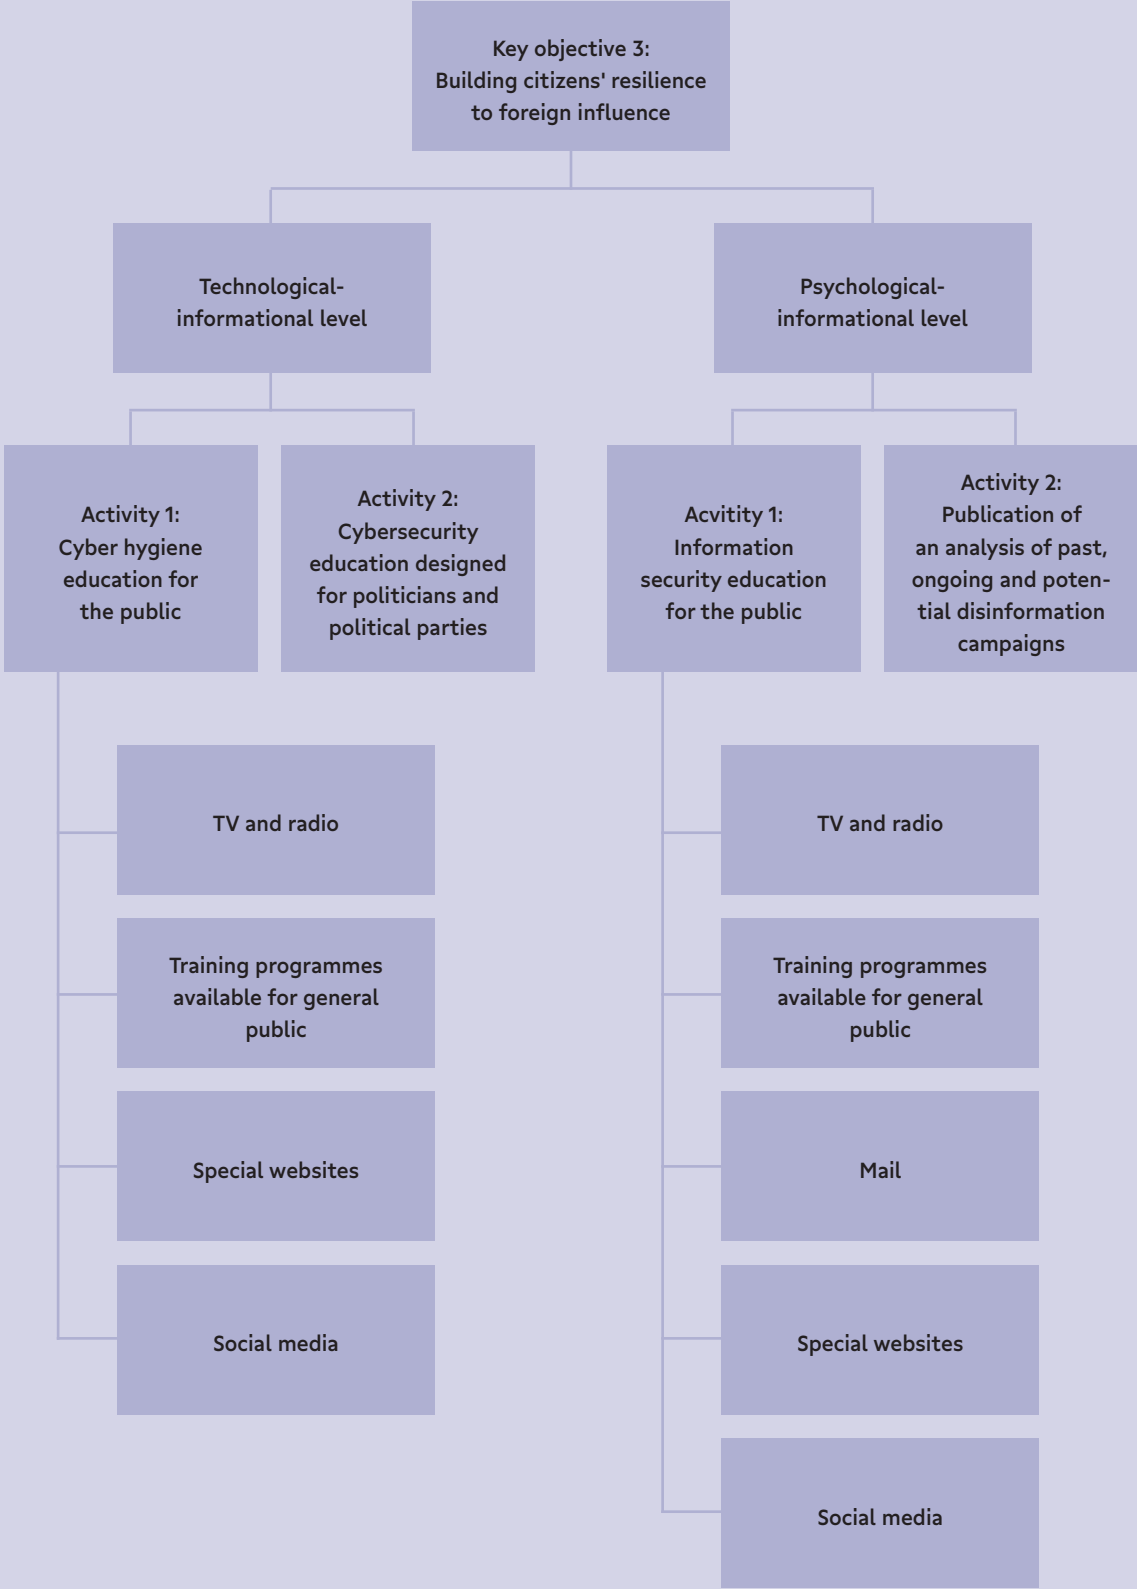 Key objective 3:
Building citizens' resilience
to foreign influence
Technological-
informational level
Psychological-
informational level
Activity 1:
Cyber hygiene
education for
the public
Activity 2:
Cybersecurity
education designed
for politicians and
political parties
Acvitity 1:
Information
security education
for the public
Activity 2:
Publication of
an analysis of past,
ongoing and poten-
tial disinformation
campaigns
TV and radio
Training programmes
available for general
public
Special websites
Social media
TV and radio
Training programmes
available for general
public
Mail
Special websites
Social media